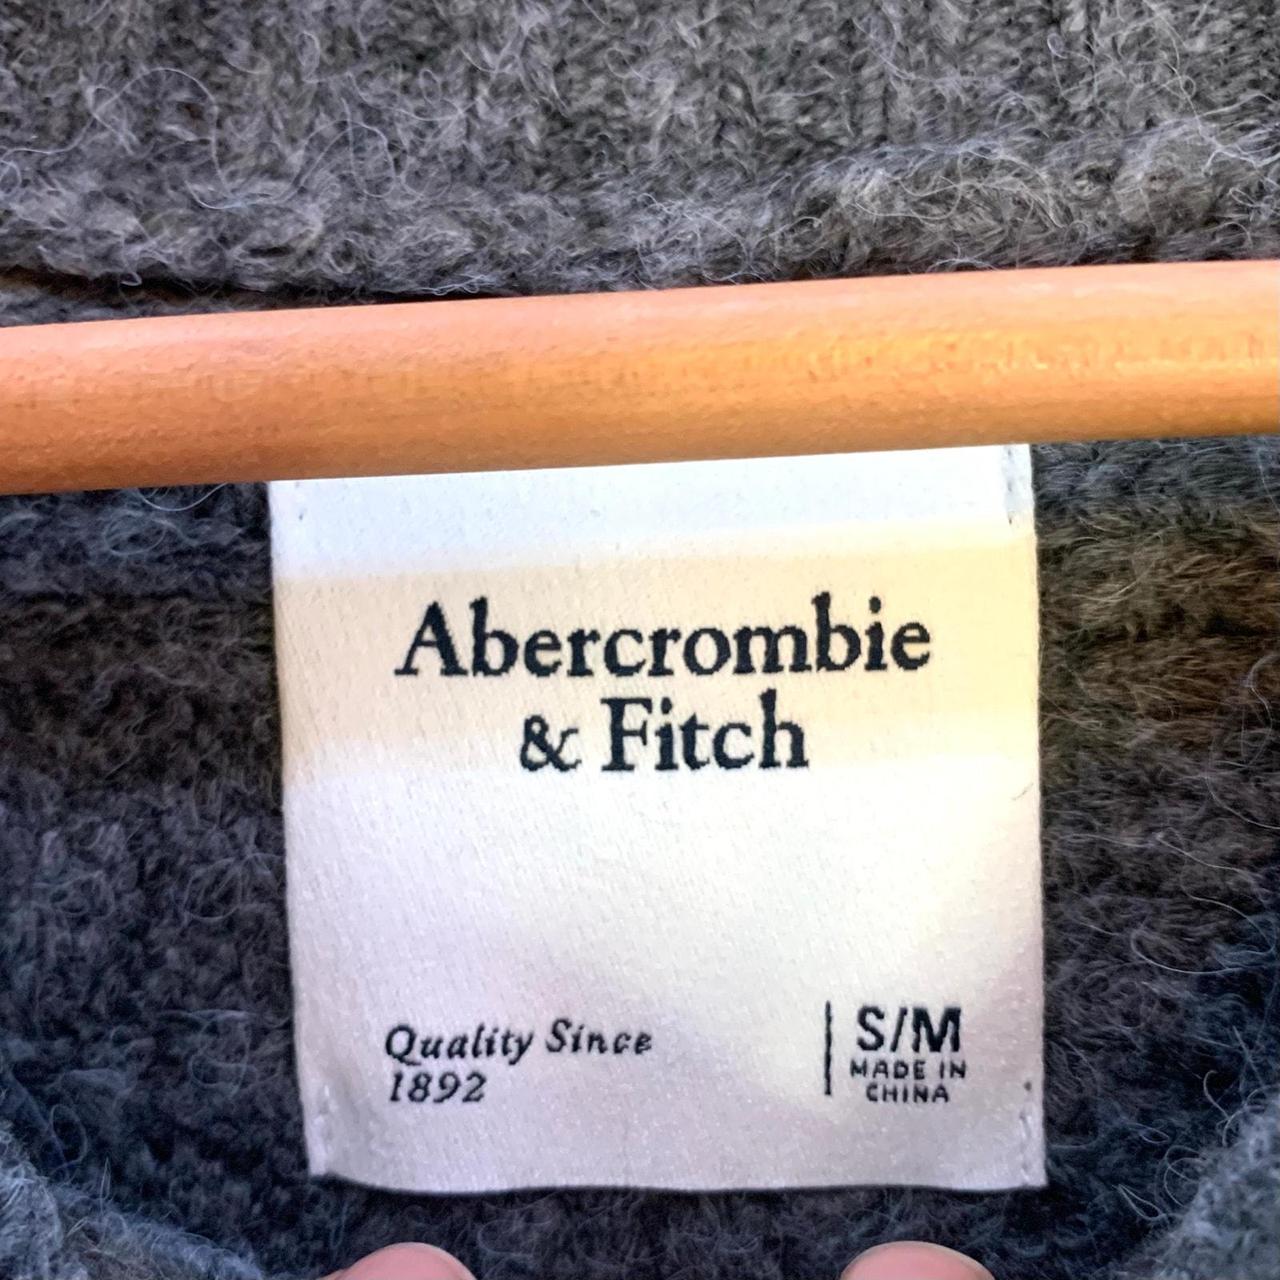 Abercrombie
& Fitch
Quality Since
1892
S/M
MADE IN
CHINA